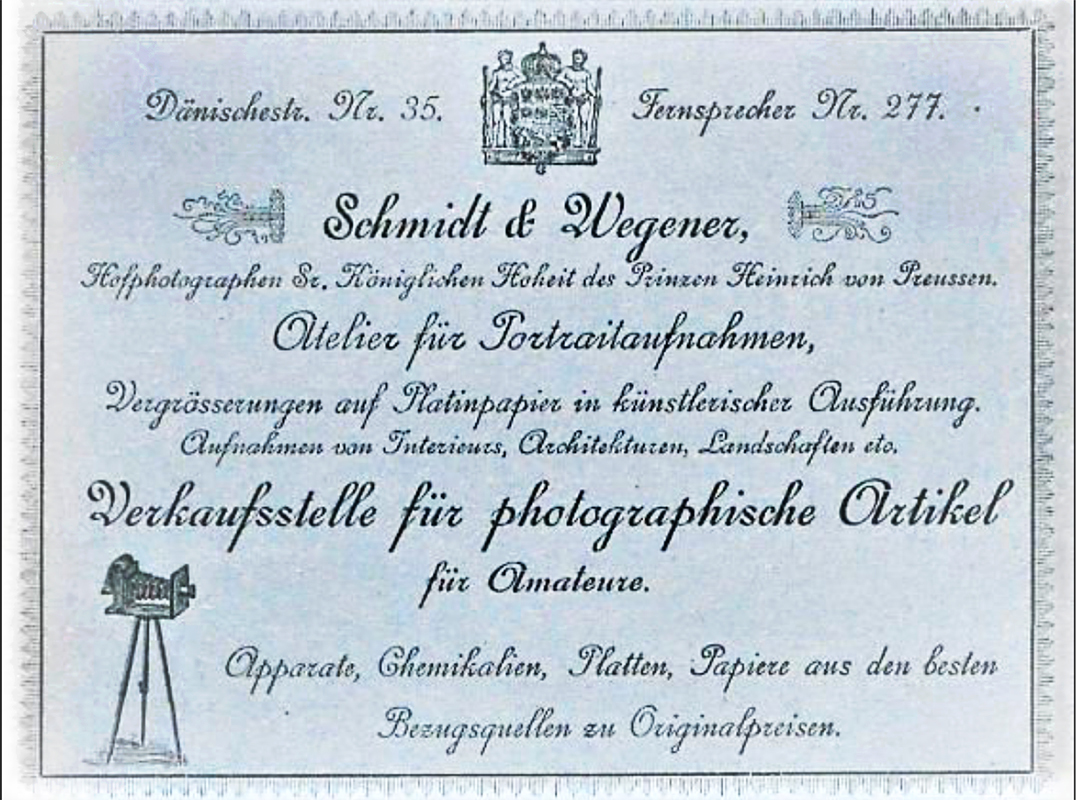 Dänischestr. Nr. 35. Fernsprecher Nr. 277.
Schmidt & Wegener,
Hofphotographen Sr. Königlichen Hoheit des Prinzen Heinrich von Preussen.
Atelier für Portraitaufnahmen,
Vergrösserungen auf Platinpapier in künstlerischer Ausführung.
Aufnahmen von Interieurs, Architekturen, Landschaften etc.
Verkaufsstelle für photographische Artikel
für Amateure.
Apparate, Chemikalien, Platten, Papiere aus den besten
Bezugsquellen zu Originalpreisen.